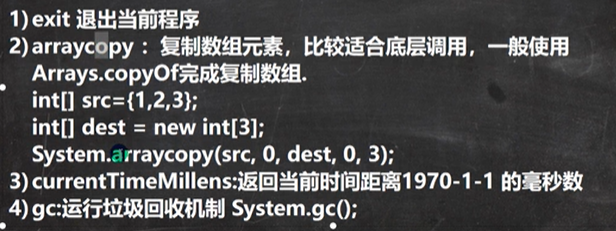 1) exit 退出当前程序
2) arraycopy ：复制数组元素，比较适合底层调用，一般使用
Arrays.copyOf完成复制数组.
int[] src={1,2,3};
int[] dest = new int[3];
System.arraycopy(src, 0, dest, 0, 3);
3) currentTimeMillens:返回当前时间距离1970-1-1 的毫秒数
4) gc:运行垃圾回收机制 System.gc();